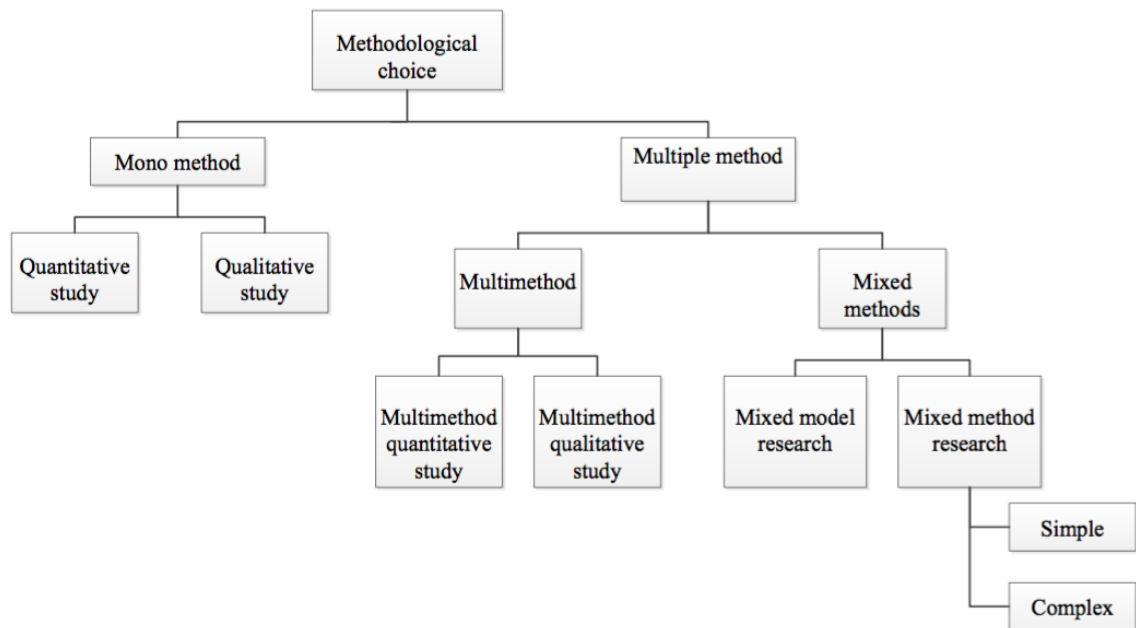 Methodological
choice
Mono method
Multiple method
Quantitative
study
Qualitative
study
Multimethod
Mixed
methods
Multimethod
quantitative
study
Multimethod
qualitative
study
Mixed model
research
Mixed method
research
Simple
Complex